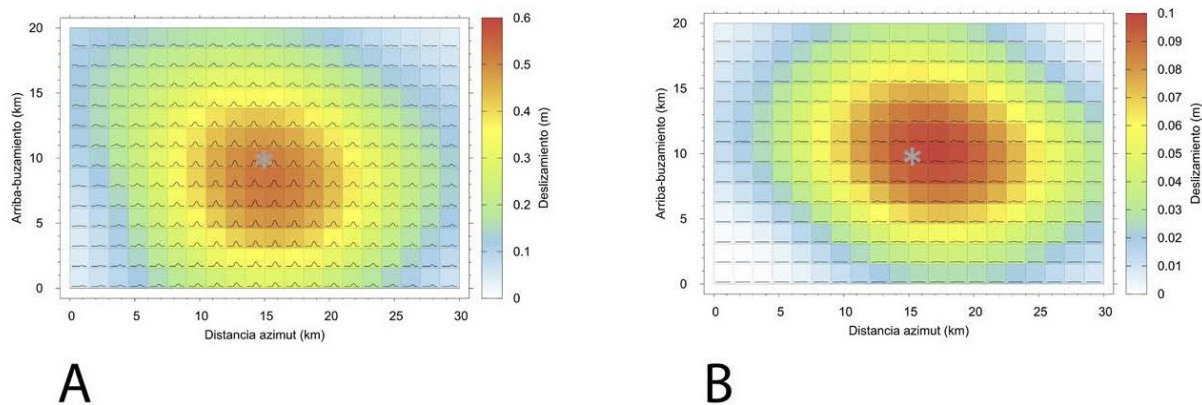 20
15
10
5
0
Arriba-buzamiento (km)
0 5 10 15 20 25 30
Distancia azimut (km)
0.6
0.5
0.4
0.3
0.2
0.1
0
Deslizamiento (m)
A
20
15
10
5
0
Arriba-buzamiento (km)
0 5 10 15 20 25 30
Distancia azimut (km)
0.1
0.09
0.08
0.07
0.06
0.05
0.04
0.03
0.02
0.01
0
Deslizamiento (m)
B